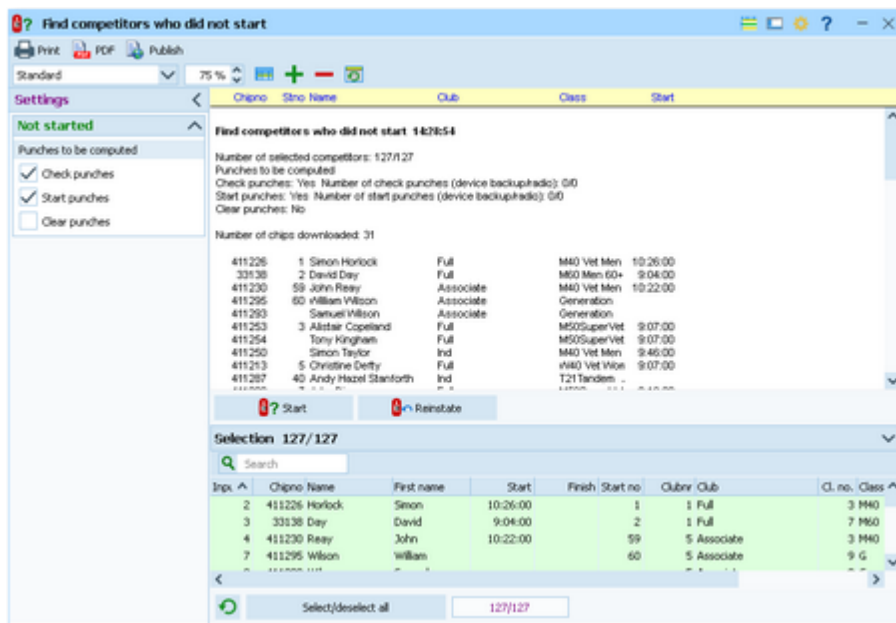 Find competitors who did not start
Print PDF Publish
Standard 75 %
Settings
Chipno Stno Name Club Class Start
Not started
Punches to be computed
Check punches
Start punches
Clear punches
Find competitors who did not start 14:28:54
Number of selected competitors: 127/127
Punches to be computed
Check punches: Yes Number of check punches (device backup/radio): 0/0
Start punches: Yes Number of start punches (device backup/radio): 0/0
Clear punches: No
Number of chips downloaded: 31
411226 1 Simon Horlock Full M40 Vet Men 10:26:00
33138 2 David Day Full M60 Men 60+ 9:04:00
411230 59 John Reay Associate M40 Vet Men 10:22:00
411295 60 William Wilson Associate Generation
411293 Samuel Wilson Associate Generation
411253 3 Alistair Copeland Full M50SuperVet 9:07:00
411254 Tony Kingham Full M50SuperVet 9:07:00
411250 Simon Taylor Ind M40 Vet Men 9:46:00
411213 5 Christine Defty Full W40 Vet Wom 9:07:00
411287 40 Andy Hazel Stanforth Ind T21Tandem ..
? Start Reinstate
Selection 127/127
Search
Inpu. Chipno Name First name Start Finish Start no Clubnr Club Cl. no. Class
2 411226 Horlock Simon 10:26:00 1 1 Full 3 M40
3 33138 Day David 9:04:00 2 1 Full 7 M60
4 411230 Reay John 10:22:00 59 5 Associate 3 M40
7 411295 Wilson William 60 5 Associate 9 G
Select/deselect all 127/127